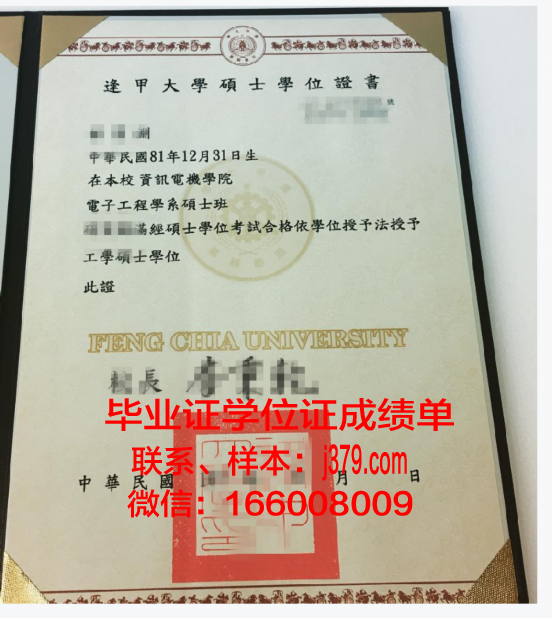 逢甲大學碩士學位證書
號
中華民國81年12月31日生
在本校 資訊電機學院
電子工程學系碩士班
經碩士學位考試合格依學位授予法授予
工學碩士學位
此證
FENG CHIA UNIVERSITY
校長
毕业证学位证成绩单
联系、样本：j379.com
中華民國 月 日
微信：166008009